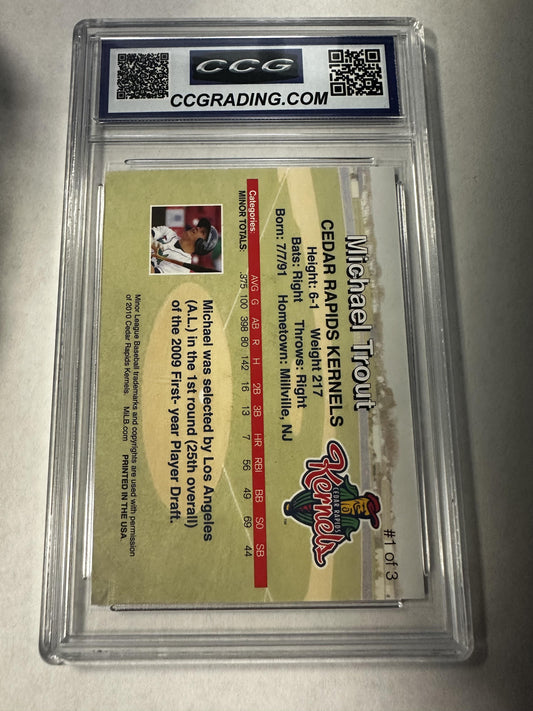 CCG
CCGRADING.COM
#1 of 3
Michael Trout
CEDAR RAPIDS KERNELS
Height: 6-1 Weight 217
Bats: Right Throws: Right
Born: 7/7/91 Hometown: Millville, NJ
CEDAR RAPIDS
Kernels
TM
Categories: AVG G AB R H 2B 3B HR RBI BB SO SB
MINOR TOTALS: .375 100 398 80 142 16 13 7 56 49 69 44
Michael was selected by Los Angeles
(A.L.) in the 1st round (25th overall)
of the 2009 First- year Player Draft.
Minor League Baseball trademarks and copyrights are used with permission
of 2010 Cedar Rapids Kernels. MiLB.com PRINTED IN THE USA